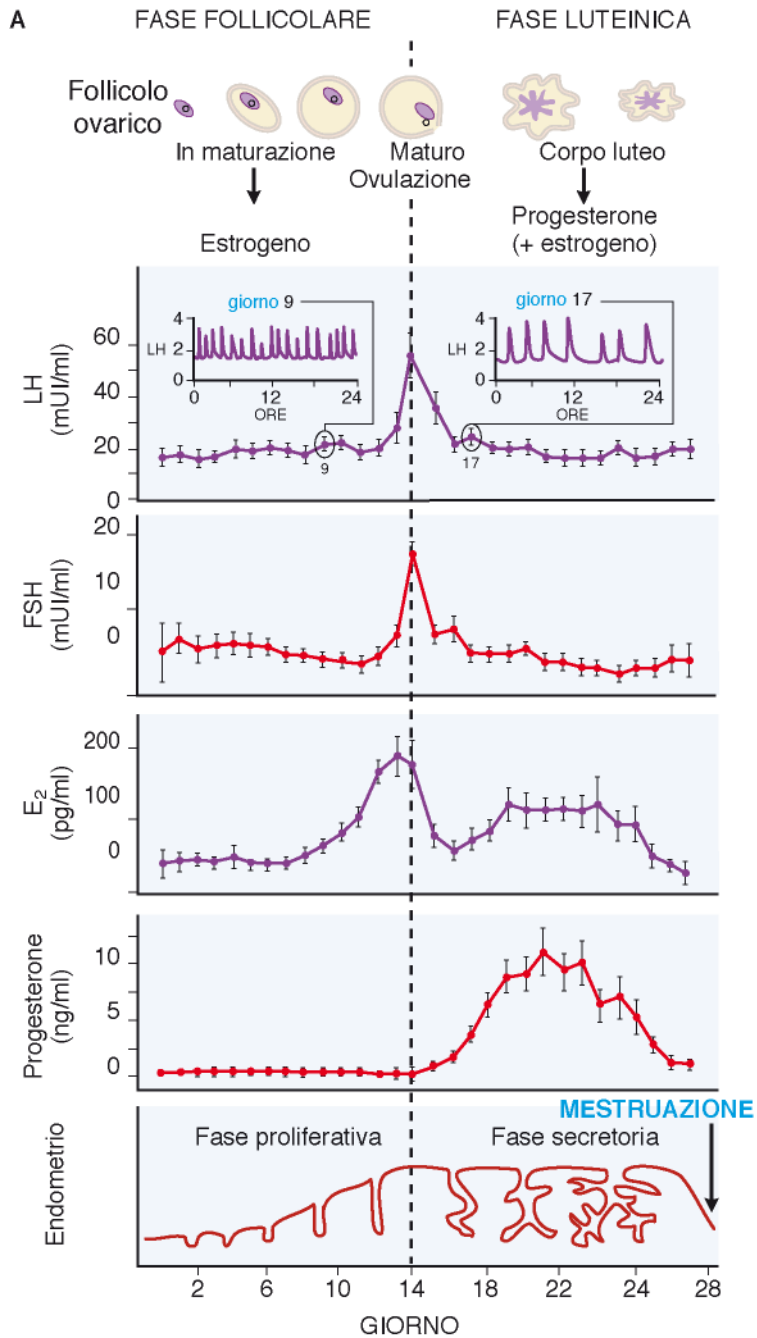 A
FASE FOLLICOLARE
FASE LUTEINICA
Follicolo
ovarico
In maturazione
Maturo
Ovulazione
Corpo luteo
Estrogeno
Progesterone
(+ estrogeno)
LH
(mUI/ml)
60
40
20
0
giorno 9
4
2
0
LH
0
12
24
ORE
9
giorno 17
4
2
0
LH
0
12
24
ORE
17
FSH
(mUI/ml)
20
10
0
E2
(pg/ml)
200
100
0
Progesterone
(ng/ml)
10
5
0
MESTRUAZIONE
Endometrio
Fase proliferativa
Fase secretoria
2
6
10
14
18
22
24
28
GIORNO